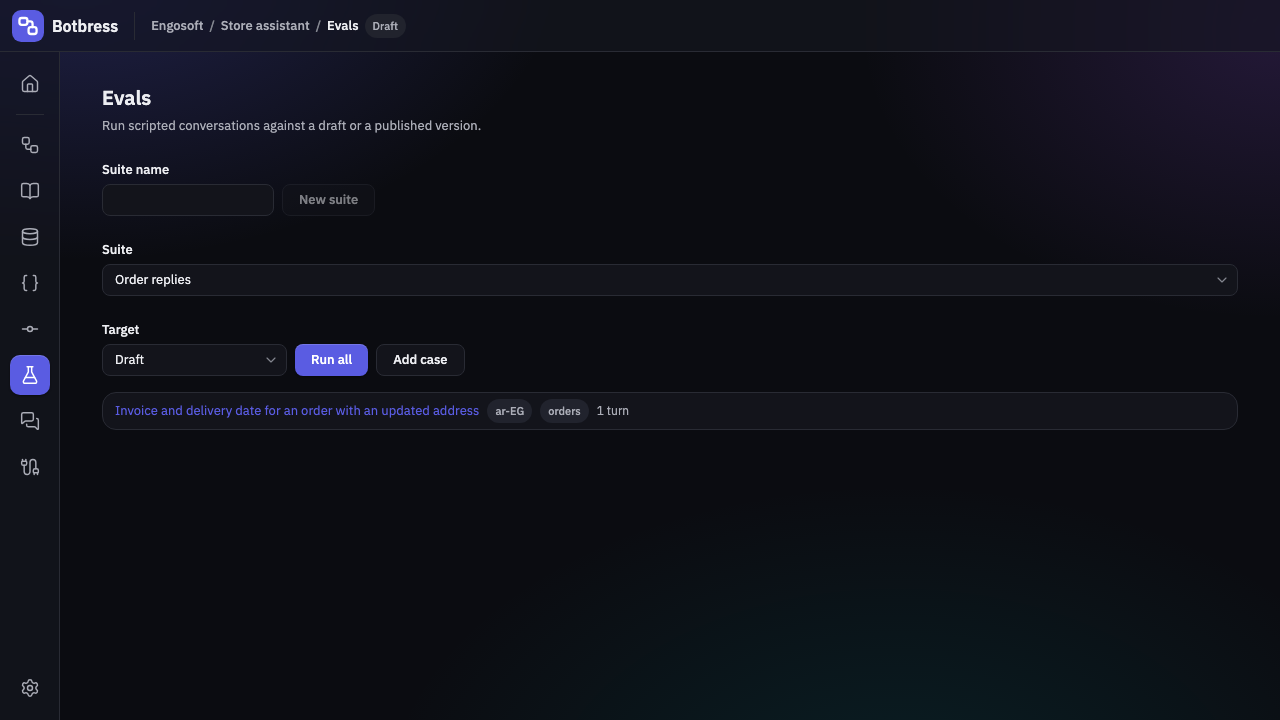 Botbress
Engosoft / Store assistant / Evals Draft
Evals
Run scripted conversations against a draft or a published version.
Suite name
New suite
Suite
Order replies
Target
Draft Run all Add case
Invoice and delivery date for an order with an updated address ar-EG orders 1 turn